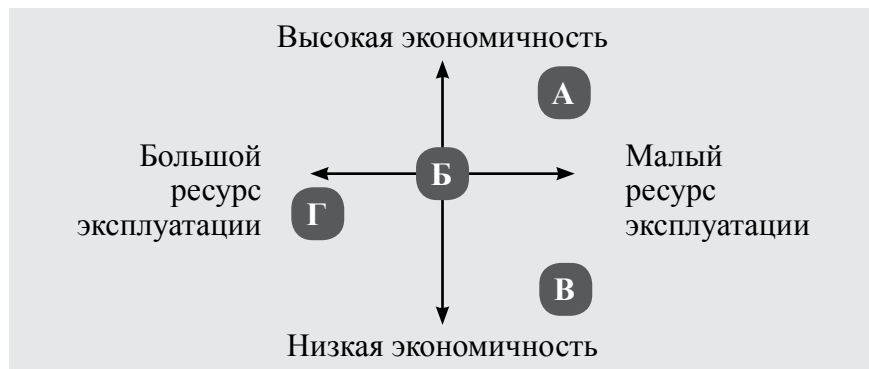 Высокая экономичность
А
Большой
ресурс
эксплуатации
Б
Малый
ресурс
эксплуатации
Г
В
Низкая экономичность